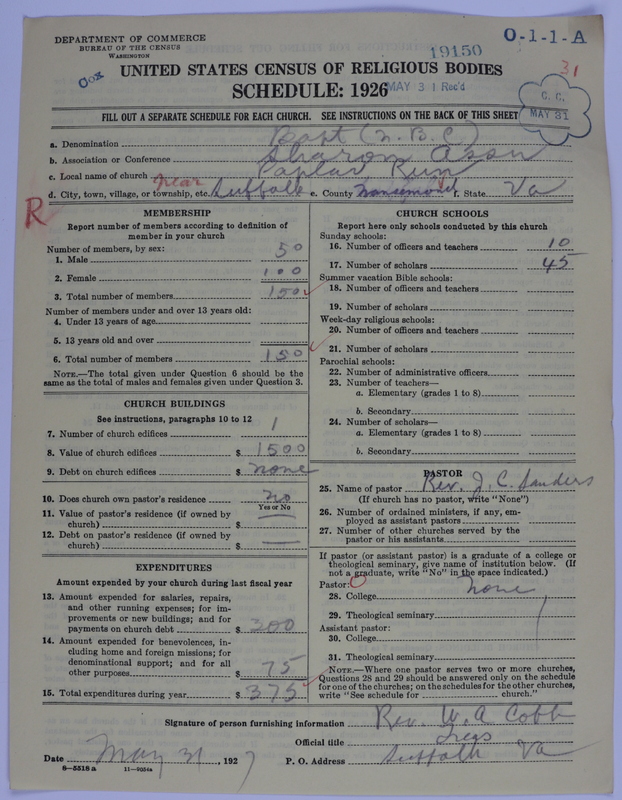 DEPARTMENT OF COMMERCE
BUREAU OF THE CENSUS
WASHINGTON
19150
O-1-1-A
Cox
31
UNITED STATES CENSUS OF RELIGIOUS BODIES
SCHEDULE: 1926
MAY 31 Rec'd
C. C.
MAY 31
FILL OUT A SEPARATE SCHEDULE FOR EACH CHURCH. SEE INSTRUCTIONS ON THE BACK OF THIS SHEET
a. Denomination Bapt (N.B.C)
b. Association or Conference Sharon Asso
c. Local name of church Poplar Run
d. City, town, village, or township, etc. near Suffolk e. County Nansemond f. State Va
R
MEMBERSHIP
Report number of members according to definition of member in your church
Number of members, by sex:
1. Male 50
2. Female 100
3. Total number of members 150
Number of members under and over 13 years old:
4. Under 13 years of age
5. 13 years old and over
6. Total number of members 150
NOTE.—The total given under Question 6 should be
same as the total of males and females given under Question 3.
CHURCH BUILDINGS
See instructions, paragraphs 10 to 12
7. Number of church edifices 1
8. Value of church edifices $ 1500
9. Debt on church edifices $ none
10. Does church own pastor's residence? no
Yes or No
11. Value of pastor's residence (if owned by
church) $ —
12. Debt on pastor's residence (if owned by
church) $ —
EXPENDITURES
Amount expended by your church during last fiscal year
13. Amount expended for salaries, repairs,
and other running expenses; for im-
provements or new buildings; and for
payments on church debt $ 300
14. Amount expended for benevolences, in-
cluding home and foreign missions; for
denominational support; and for all
other purposes $ 75
15. Total expenditures during year $ 375
CHURCH SCHOOLS
Report here only schools conducted by this church
Sunday schools:
16. Number of officers and teachers 10
17. Number of scholars 45
Summer vacation Bible schools:
18. Number of officers and teachers
19. Number of scholars
Week-day religious schools:
20. Number of officers and teachers
21. Number of scholars
Parochial schools:
22. Number of administrative officers
23. Number of teachers—
a. Elementary (grades 1 to 8)
b. Secondary
24. Number of scholars—
a. Elementary (grades 1 to 8)
b. Secondary
PASTOR
25. Name of pastor Rev. J. C. Sanders
(If church has no pastor, write "None")
26. Number of ordained ministers, if any, em-
ployed as assistant pastors
27. Number of other churches served by the
pastor or his assistants
If pastor (or assistant pastor) is a graduate of a college or
theological seminary, give name of institution below. (If
not a graduate, write "No" in the space indicated.)
Pastor: O none
28. College
29. Theological seminary
Assistant pastor:
30. College
31. Theological seminary
NOTE.—Where one pastor serves two or more churches,
Questions 28 and 29 should be answered only on the schedule
for one of the churches; on the schedules for the other churches,
write "See schedule for church."
Signature of person furnishing information Rev. W. A. Cobb
Official title Treas
Date May 31, 1927 P. O. Address Suffolk Va
6—5518 a 11—9054a